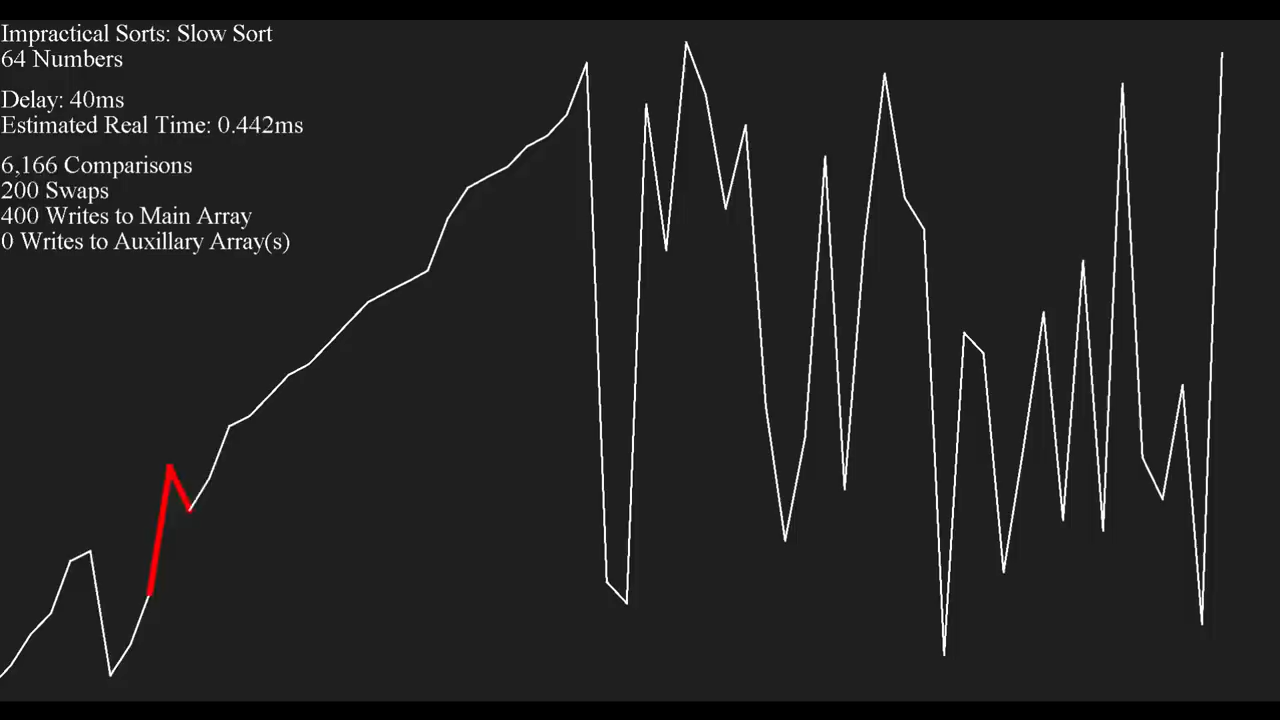 Impractical Sorts: Slow Sort
64 Numbers
Delay: 40ms
Estimated Real Time: 0.442ms
6,166 Comparisons
200 Swaps
400 Writes to Main Array
0 Writes to Auxillary Array(s)